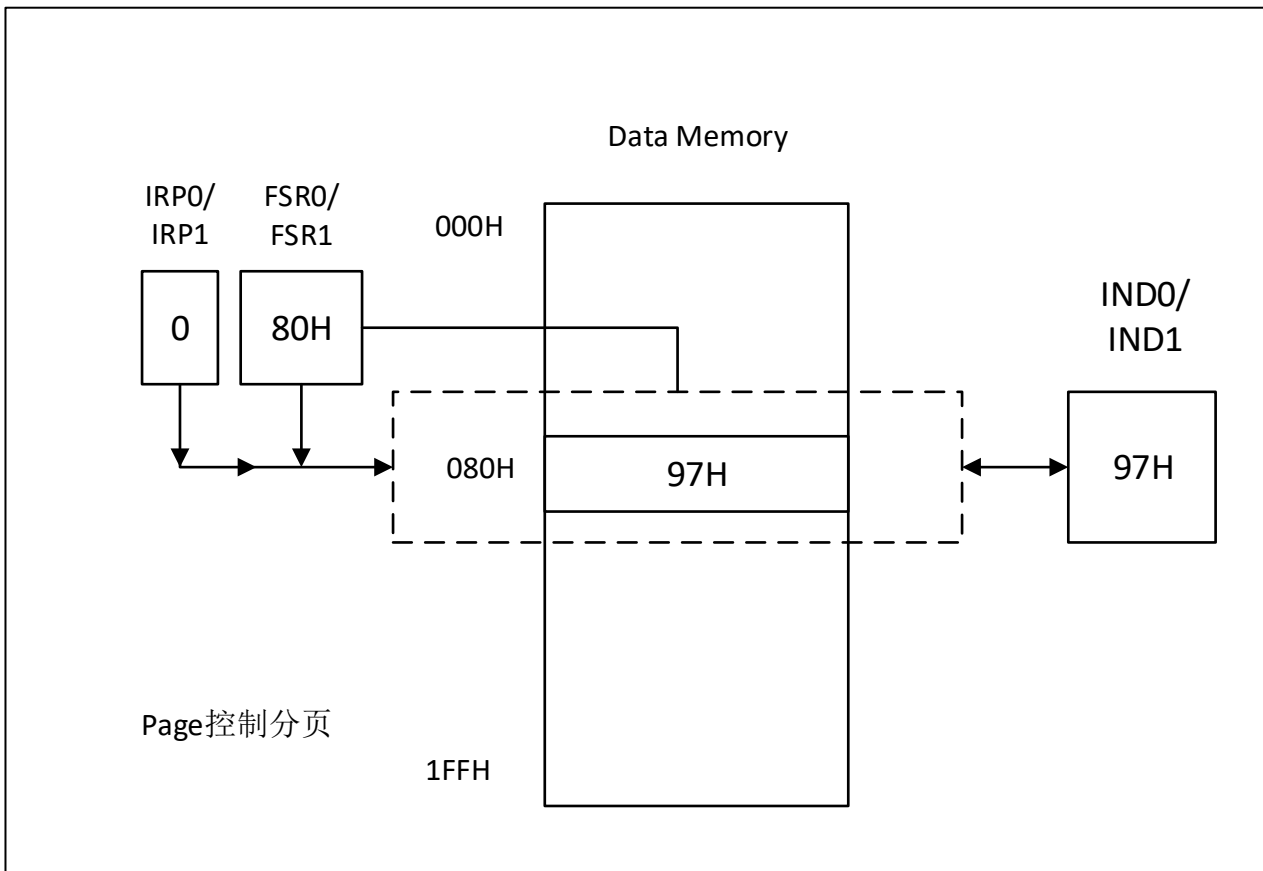 Data Memory
IRP0/
IRP1
FSR0/
FSR1
000H
0
80H
IND0/
IND1
080H
97H
97H
Page控制分页
1FFH